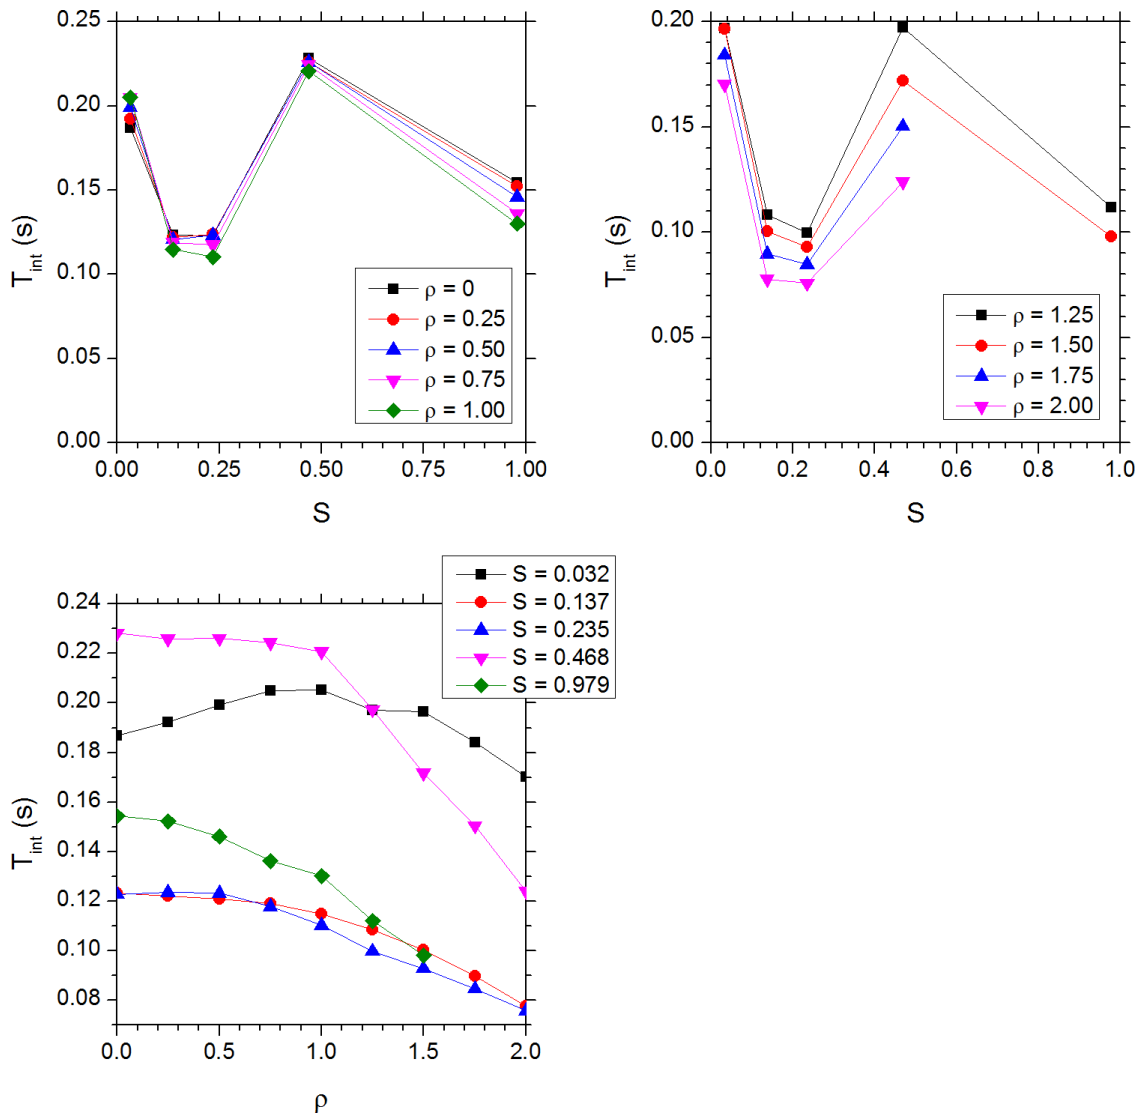 0.25
0.20
0.15
0.10
0.05
0.00
T_int (s)
ρ = 0
ρ = 0.25
ρ = 0.50
ρ = 0.75
ρ = 1.00
0.00 0.25 0.50 0.75 1.00
S
0.20
0.15
0.10
0.05
0.00
T_int (s)
ρ = 1.25
ρ = 1.50
ρ = 1.75
ρ = 2.00
0.0 0.2 0.4 0.6 0.8 1.0
S
S = 0.032
S = 0.137
S = 0.235
S = 0.468
S = 0.979
0.24
0.22
0.20
0.18
0.16
0.14
0.12
0.10
0.08
T_int (s)
0.0 0.5 1.0 1.5 2.0
ρ